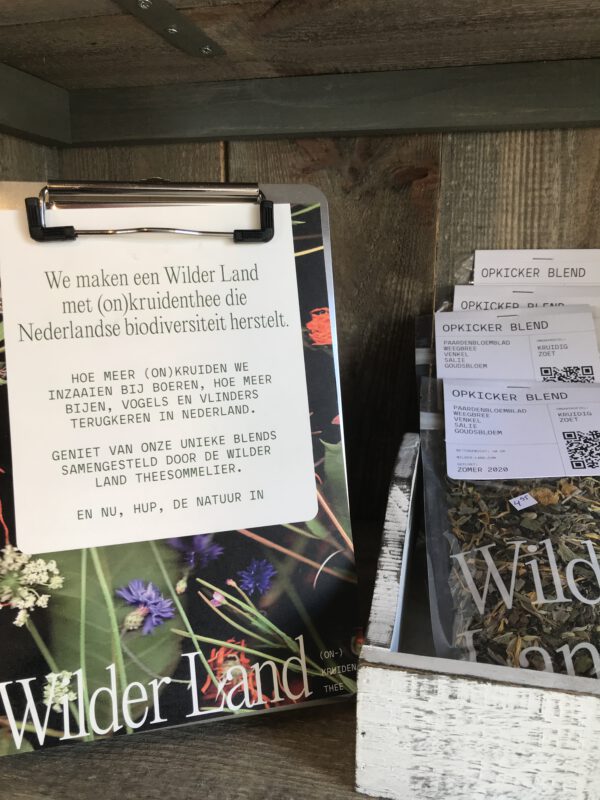 We maken een Wilder Land
met (on)kruidenthee die
Nederlandse biodiversiteit herstelt.
HOE MEER (ON)KRUIDEN WE
INZAAIEN BIJ BOEREN, HOE MEER
BIJEN, VOGELS EN VLINDERS
TERUGKEREN IN NEDERLAND.
GENIET VAN ONZE UNIEKE BLENDS
SAMENGESTELD DOOR DE WILDER
LAND THEESOMMELIER.
EN NU, HUP, DE NATUUR IN
Wilder Land
(ON-)
KRUIDEN
THEE
OPKICKER BLEND
OPKICKER BLEND
OPKICKER BLEND
PAARDENBLOEMBLAD
WEEGBREE
VENKEL
SALIE
GOUDSBLOEM
KRUIDIG
ZOET
OPKICKER BLEND
PAARDENBLOEMBLAD
WEEGBREE
VENKEL
SALIE
GOUDSBLOEM
KRUIDIG
ZOET
WILDER-LAND.COM
ZOMER 2020
Wild
Lan